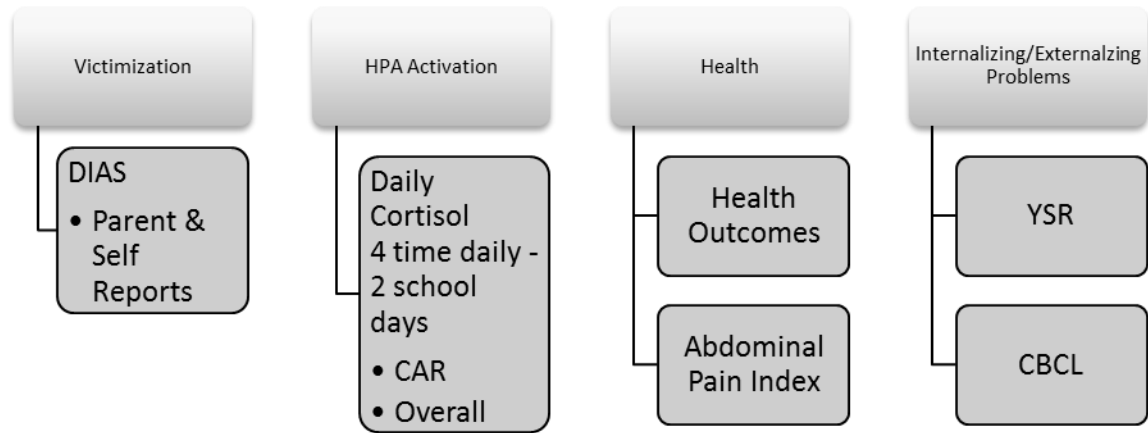 Victimization
DIAS
• Parent &
Self
Reports
HPA Activation
Daily
Cortisol
4 time daily -
2 school
days
• CAR
• Overall
Health
Health
Outcomes
Abdominal
Pain Index
Internalizing/Externalzing
Problems
YSR
CBCL